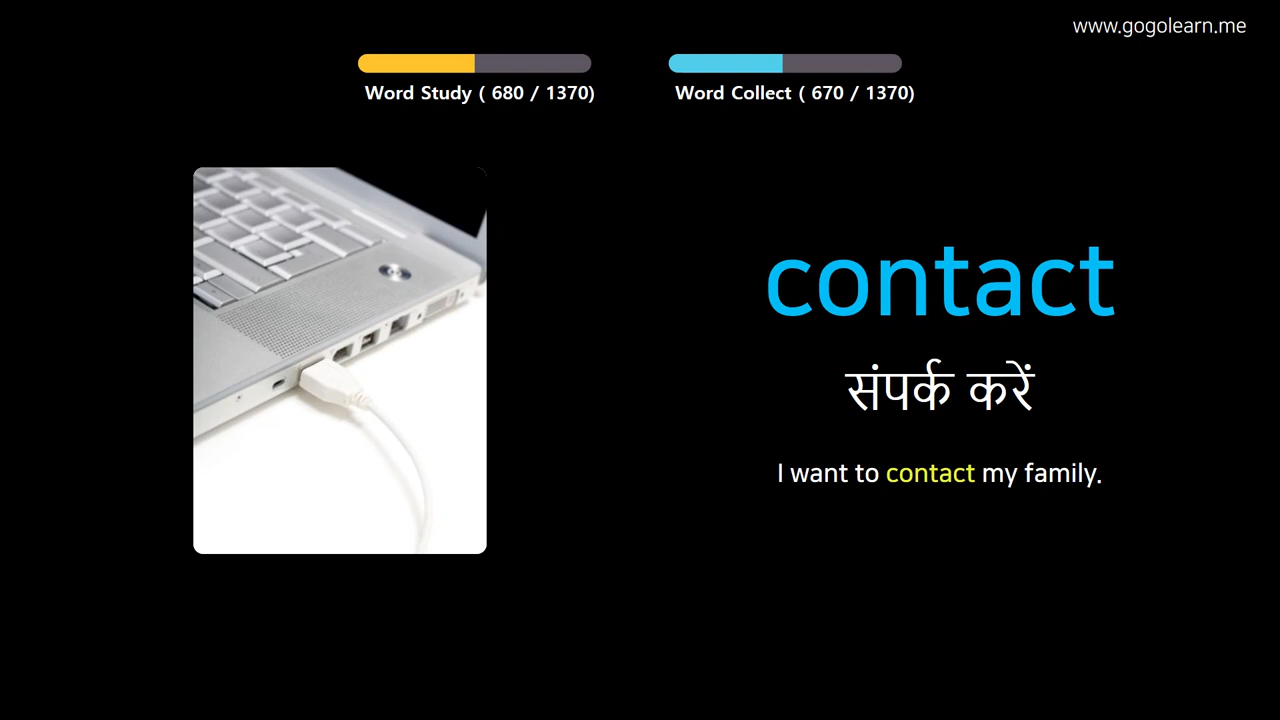 www.gogolearn.me
Word Study ( 680 / 1370)
Word Collect ( 670 / 1370)
contact
संपर्क करें
I want to contact my family.